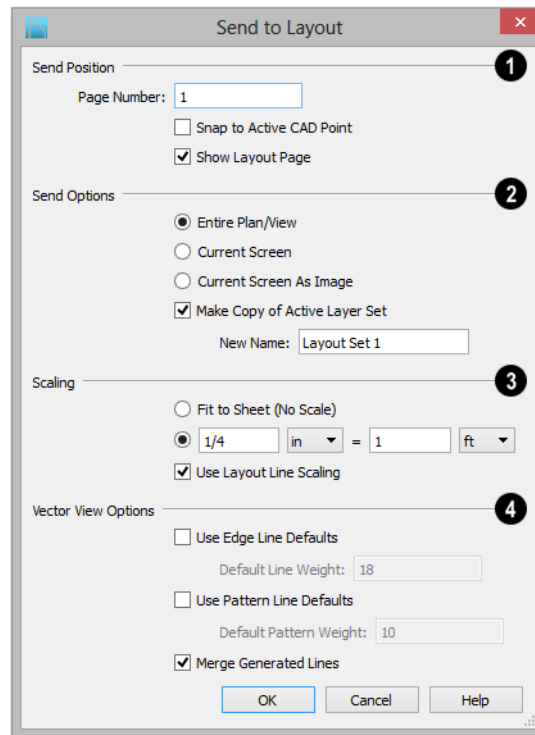 Send to Layout
Send Position 1
Page Number: 1
Snap to Active CAD Point
Show Layout Page
Send Options 2
Entire Plan/View
Current Screen
Current Screen As Image
Make Copy of Active Layer Set
New Name: Layout Set 1
Scaling 3
Fit to Sheet (No Scale)
1/4 in = 1 ft
Use Layout Line Scaling
Vector View Options 4
Use Edge Line Defaults
Default Line Weight: 18
Use Pattern Line Defaults
Default Pattern Weight: 10
Merge Generated Lines
OK Cancel Help